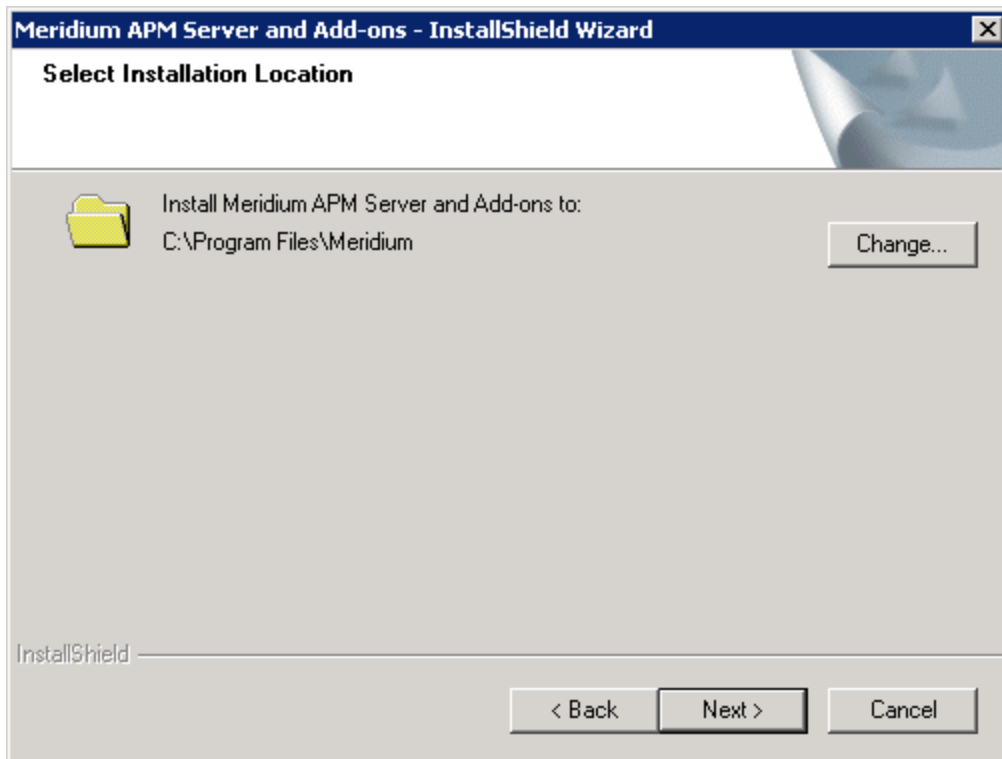 Meridium APM Server and Add-ons - InstallShield Wizard
Select Installation Location
Install Meridium APM Server and Add-ons to:
C:\Program Files\Meridium
Change...
InstallShield
< Back
Next >
Cancel